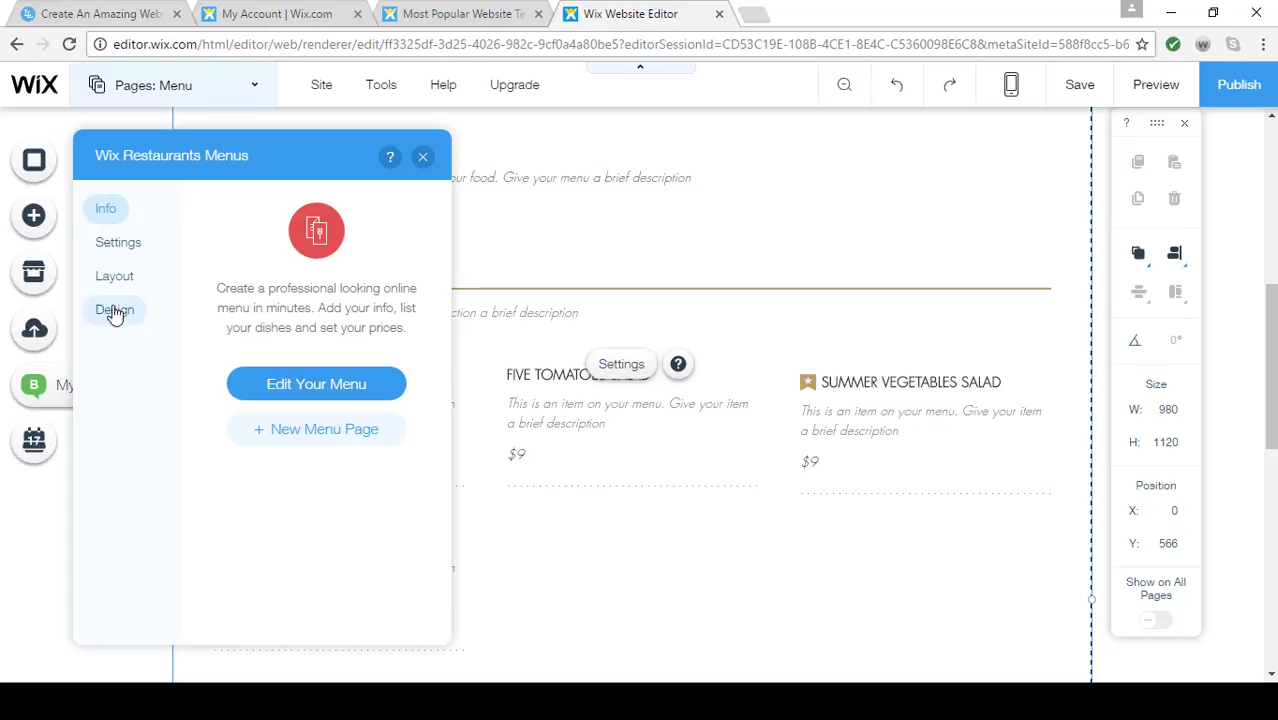 Create An Amazing Web
My Account | Wix.com
Most Popular Website Te
Wix Website Editor
editor.wix.com/html/editor/web/renderer/edit/ff3325df-3d25-4026-982c-9cf0a4a80be5?editorSessionId=CD53C19E-108B-4CE1-8E4C-C5360098E6C8&metaSiteId=588f8cc5-b6
WiX
Pages: Menu
Site
Tools
Help
Upgrade
Save
Preview
Publish
Wix Restaurants Menus
?
Info
Settings
Layout
Design
Create a professional looking online
menu in minutes. Add your info, list
your dishes and set your prices.
Edit Your Menu
+ New Menu Page
B
My
17
our food. Give your menu a brief description
ction a brief description
Settings
?
FIVE TOMATOES SALAD
This is an item on your menu. Give your item
a brief description
$9
SUMMER VEGETABLES SALAD
This is an item on your menu. Give your item
a brief description
$9
?
0°
Size
W: 980
H: 1120
Position
X: 0
Y: 566
Show on All
Pages